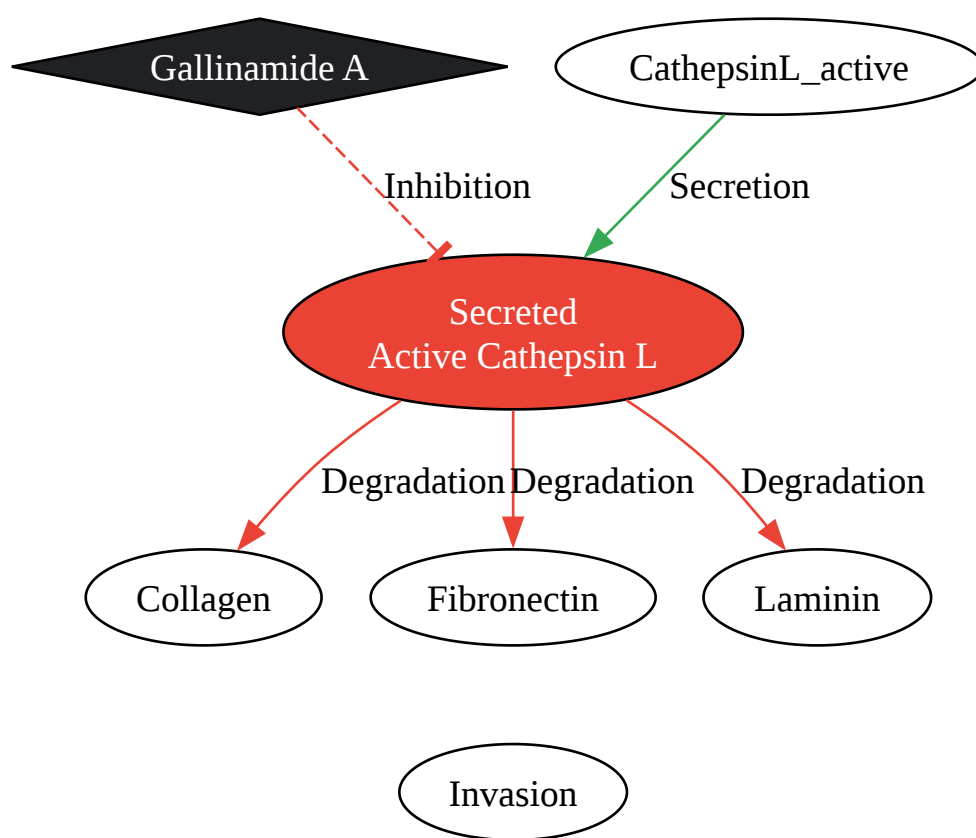 Gallinamide A
CathepsinL_active
Inhibition
Secretion
Secreted
Active Cathepsin L
Degradation
Degradation
Degradation
Collagen
Fibronectin
Laminin
Invasion